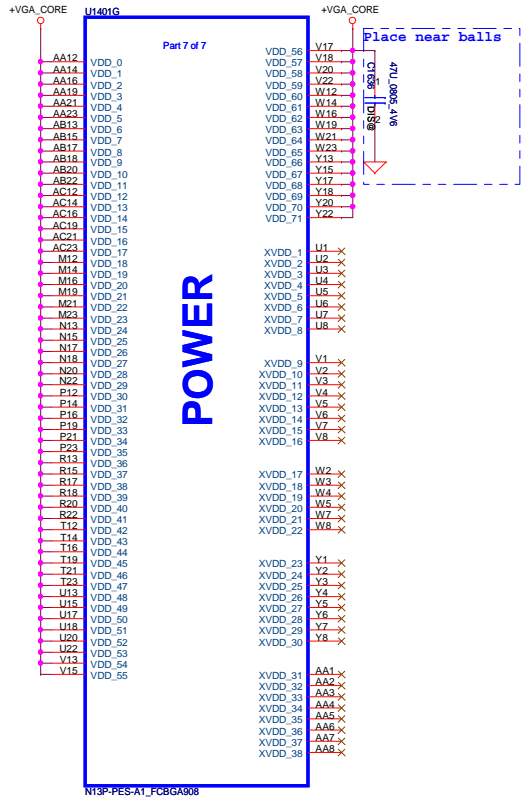 +VGA_CORE
U1401G
+VGA_CORE
Part 7 of 7
Place near balls
AA12 VDD_0
AA14 VDD_1
AA16 VDD_2
AA19 VDD_3
AA21 VDD_4
AA23 VDD_5
AB13 VDD_6
AB15 VDD_7
AB17 VDD_8
AB18 VDD_9
AB20 VDD_10
AB22 VDD_11
AC12 VDD_12
AC14 VDD_13
AC16 VDD_14
AC19 VDD_15
AC21 VDD_16
AC23 VDD_17
M12 VDD_18
M14 VDD_19
M16 VDD_20
M19 VDD_21
M21 VDD_22
M23 VDD_23
N13 VDD_24
N15 VDD_25
N17 VDD_26
N18 VDD_27
N20 VDD_28
N22 VDD_29
P12 VDD_30
P14 VDD_31
P16 VDD_32
P19 VDD_33
P21 VDD_34
P23 VDD_35
R13 VDD_36
R15 VDD_37
R17 VDD_38
R18 VDD_39
R20 VDD_40
R22 VDD_41
T12 VDD_42
T14 VDD_43
T16 VDD_44
T19 VDD_45
T21 VDD_46
T23 VDD_47
U13 VDD_48
U15 VDD_49
U17 VDD_50
U18 VDD_51
U20 VDD_52
U22 VDD_53
V13 VDD_54
V15 VDD_55
POWER
VDD_56 V17
VDD_57 V18
VDD_58 V20
VDD_59 V22
VDD_60 W12
VDD_61 W14
VDD_62 W16
VDD_63 W19
VDD_64 W21
VDD_65 W23
VDD_66 Y13
VDD_67 Y15
VDD_68 Y17
VDD_69 Y18
VDD_70 Y20
VDD_71 Y22
XVDD_1 U1
XVDD_2 U2
XVDD_3 U3
XVDD_4 U4
XVDD_5 U5
XVDD_6 U6
XVDD_7 U7
XVDD_8 U8
XVDD_9 V1
XVDD_10 V2
XVDD_11 V3
XVDD_12 V4
XVDD_13 V5
XVDD_14 V6
XVDD_15 V7
XVDD_16 V8
XVDD_17 W2
XVDD_18 W3
XVDD_19 W4
XVDD_20 W5
XVDD_21 W7
XVDD_22 W8
XVDD_23 Y1
XVDD_24 Y2
XVDD_25 Y3
XVDD_26 Y4
XVDD_27 Y5
XVDD_28 Y6
XVDD_29 Y7
XVDD_30 Y8
XVDD_31 AA1
XVDD_32 AA2
XVDD_33 AA3
XVDD_34 AA4
XVDD_35 AA5
XVDD_36 AA6
XVDD_37 AA7
XVDD_38 AA8
C1636
DIS@
47U_0805_4V6
N13P-PES-A1_FCBGA908